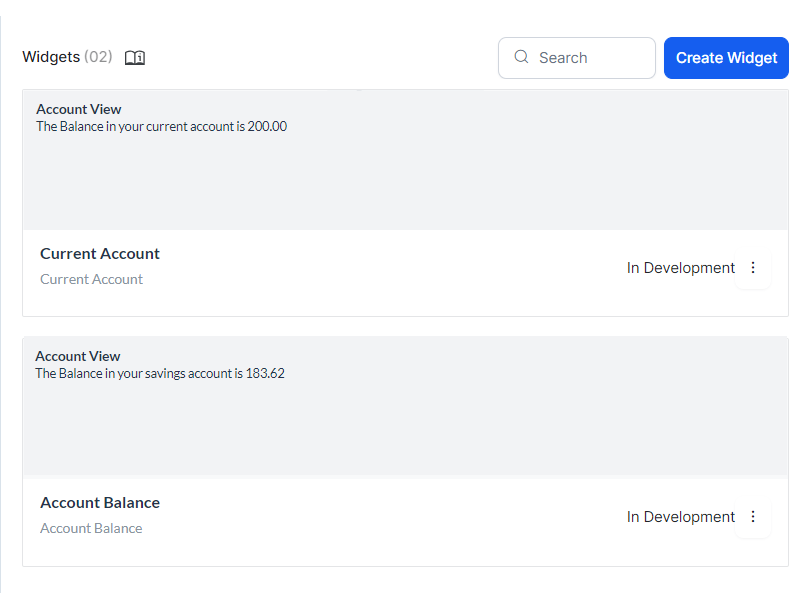 Widgets (02)
Search
Create Widget
Account View
The Balance in your current account is 200.00
Current Account
Current Account
In Development
Account View
The Balance in your savings account is 183.62
Account Balance
Account Balance
In Development